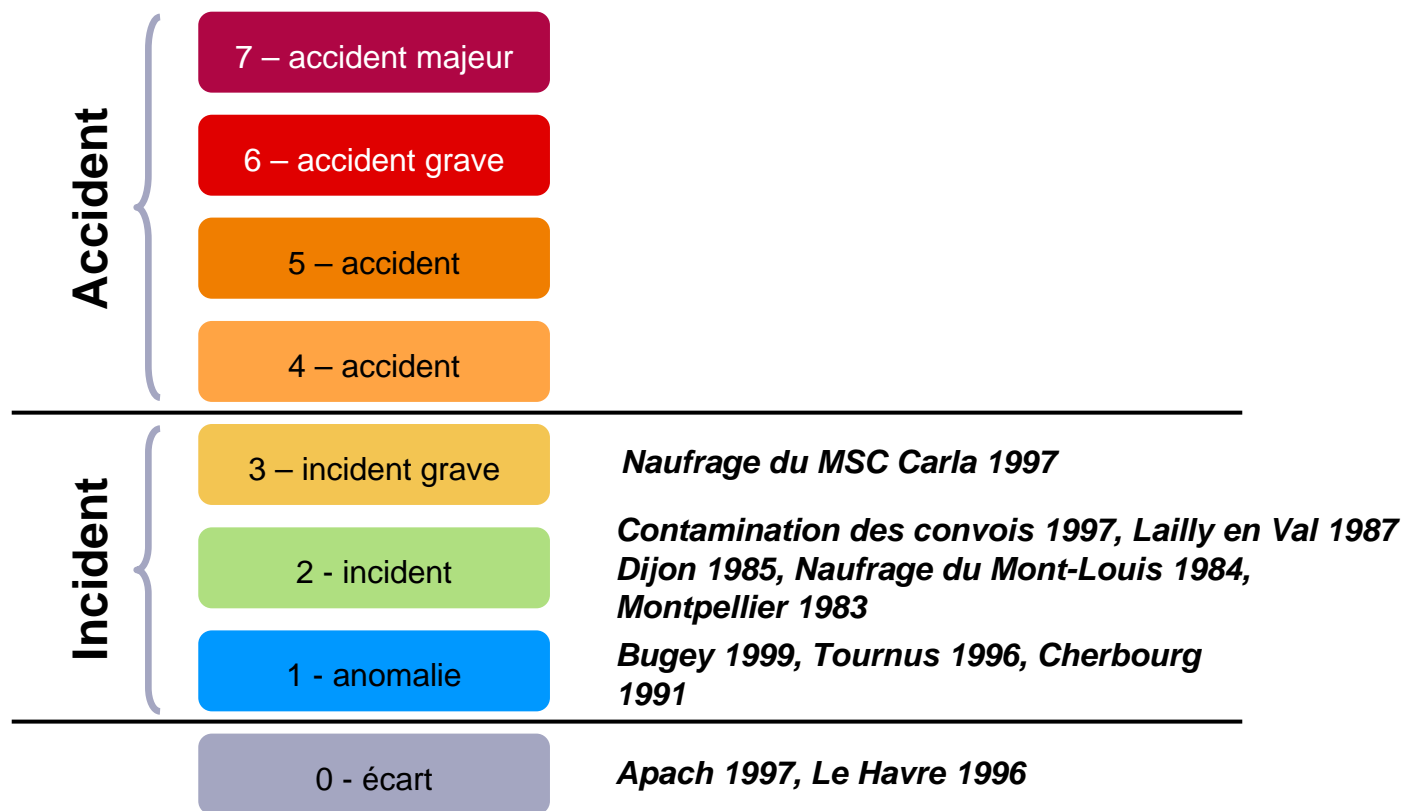 Accident
7 – accident majeur
6 – accident grave
5 – accident
4 – accident
Incident
3 – incident grave
Naufrage du MSC Carla 1997
2 - incident
Contamination des convois 1997, Lailly en Val 1987
Dijon 1985, Naufrage du Mont-Louis 1984,
Montpellier 1983
1 - anomalie
Bugey 1999, Tournus 1996, Cherbourg
1991
0 - écart
Apach 1997, Le Havre 1996